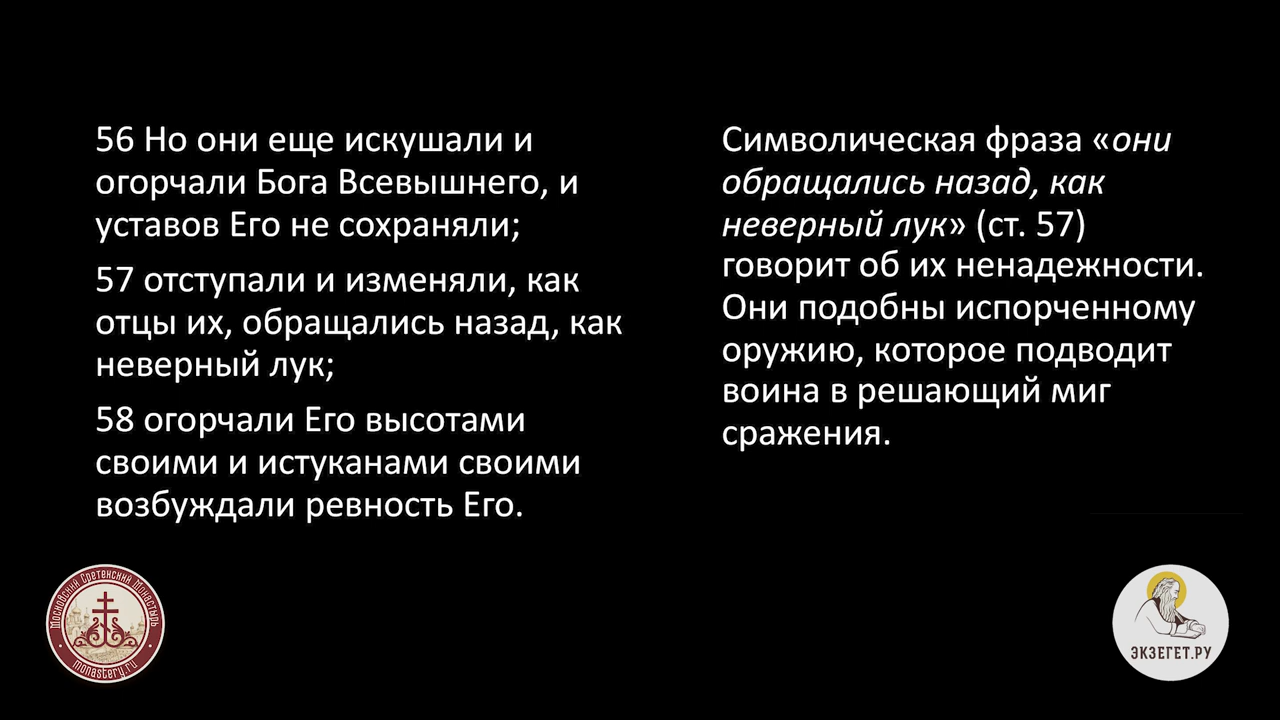 56 Но они еще искушали и
огорчали Бога Всевышнего, и
уставов Его не сохраняли;
57 отступали и изменяли, как
отцы их, обращались назад, как
неверный лук;
58 огорчали Его высотами
своими и истуканами своими
возбуждали ревность Его.
Символическая фраза «они
обращались назад, как
неверный лук» (ст. 57)
говорит об их ненадежности.
Они подобны испорченному
оружию, которое подводит
воина в решающий миг
сражения.
Московский Сретенский Монастырь
monastery.ru
ЭКЗЕГЕТ.РУ